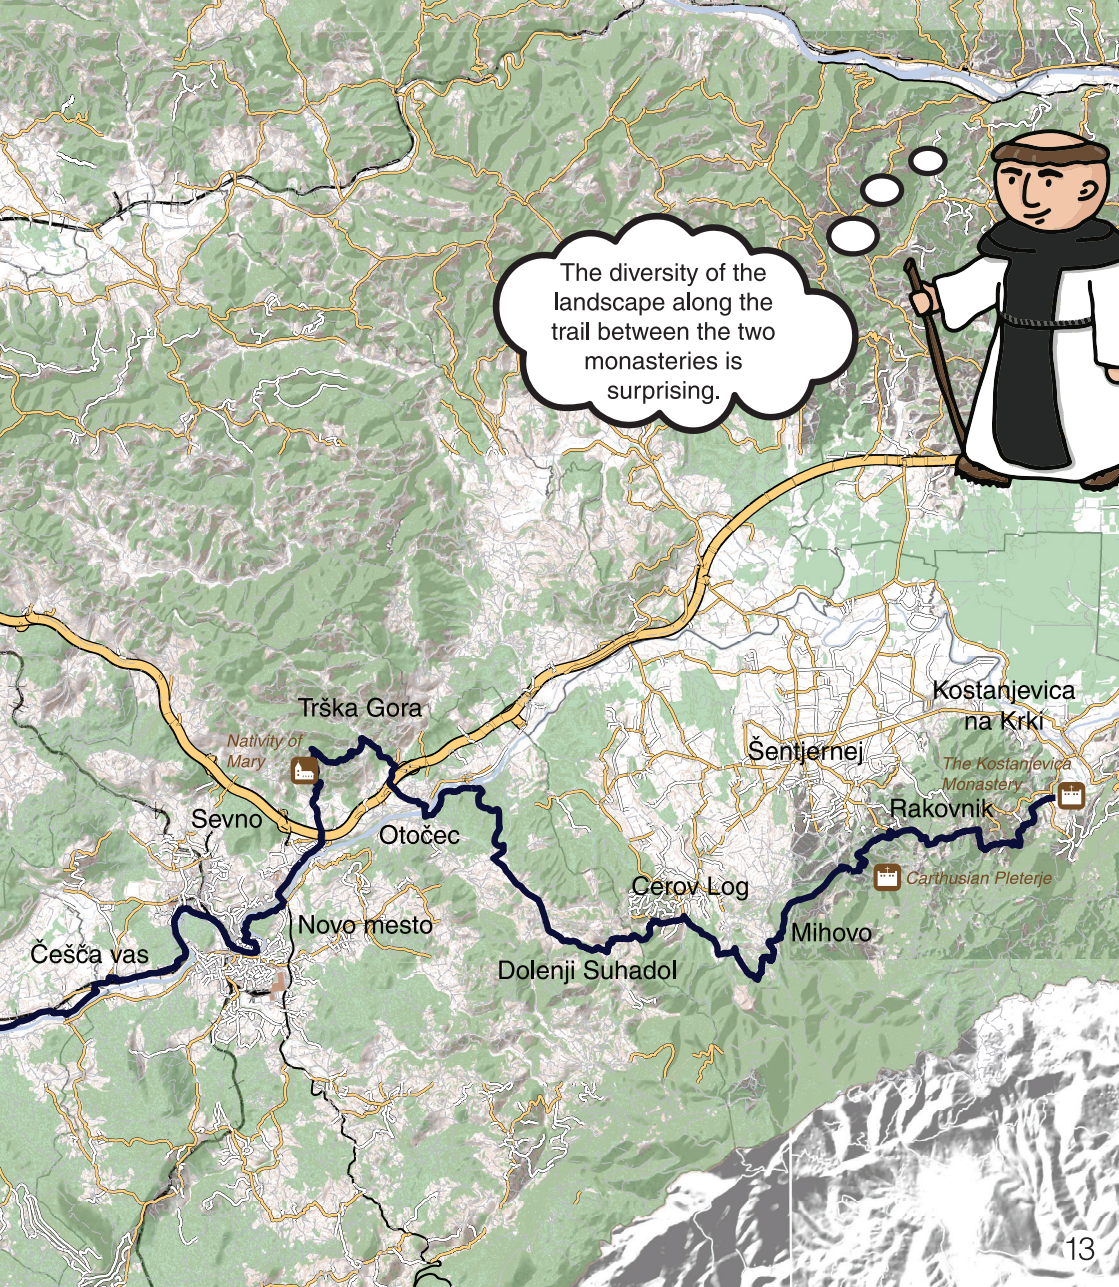 The diversity of the
landscape along the
trail between the two
monasteries is
surprising.
Trška Gora
Nativity of
Mary
Kostanjevica
na Krki
Šentjernej
The Kostanjevica
Monastery
Sevno
Otočec
Rakovnik
Cerov Log
Carthusian Pleterje
Novo mesto
Mihovo
Češča vas
Dolenji Suhadol
13